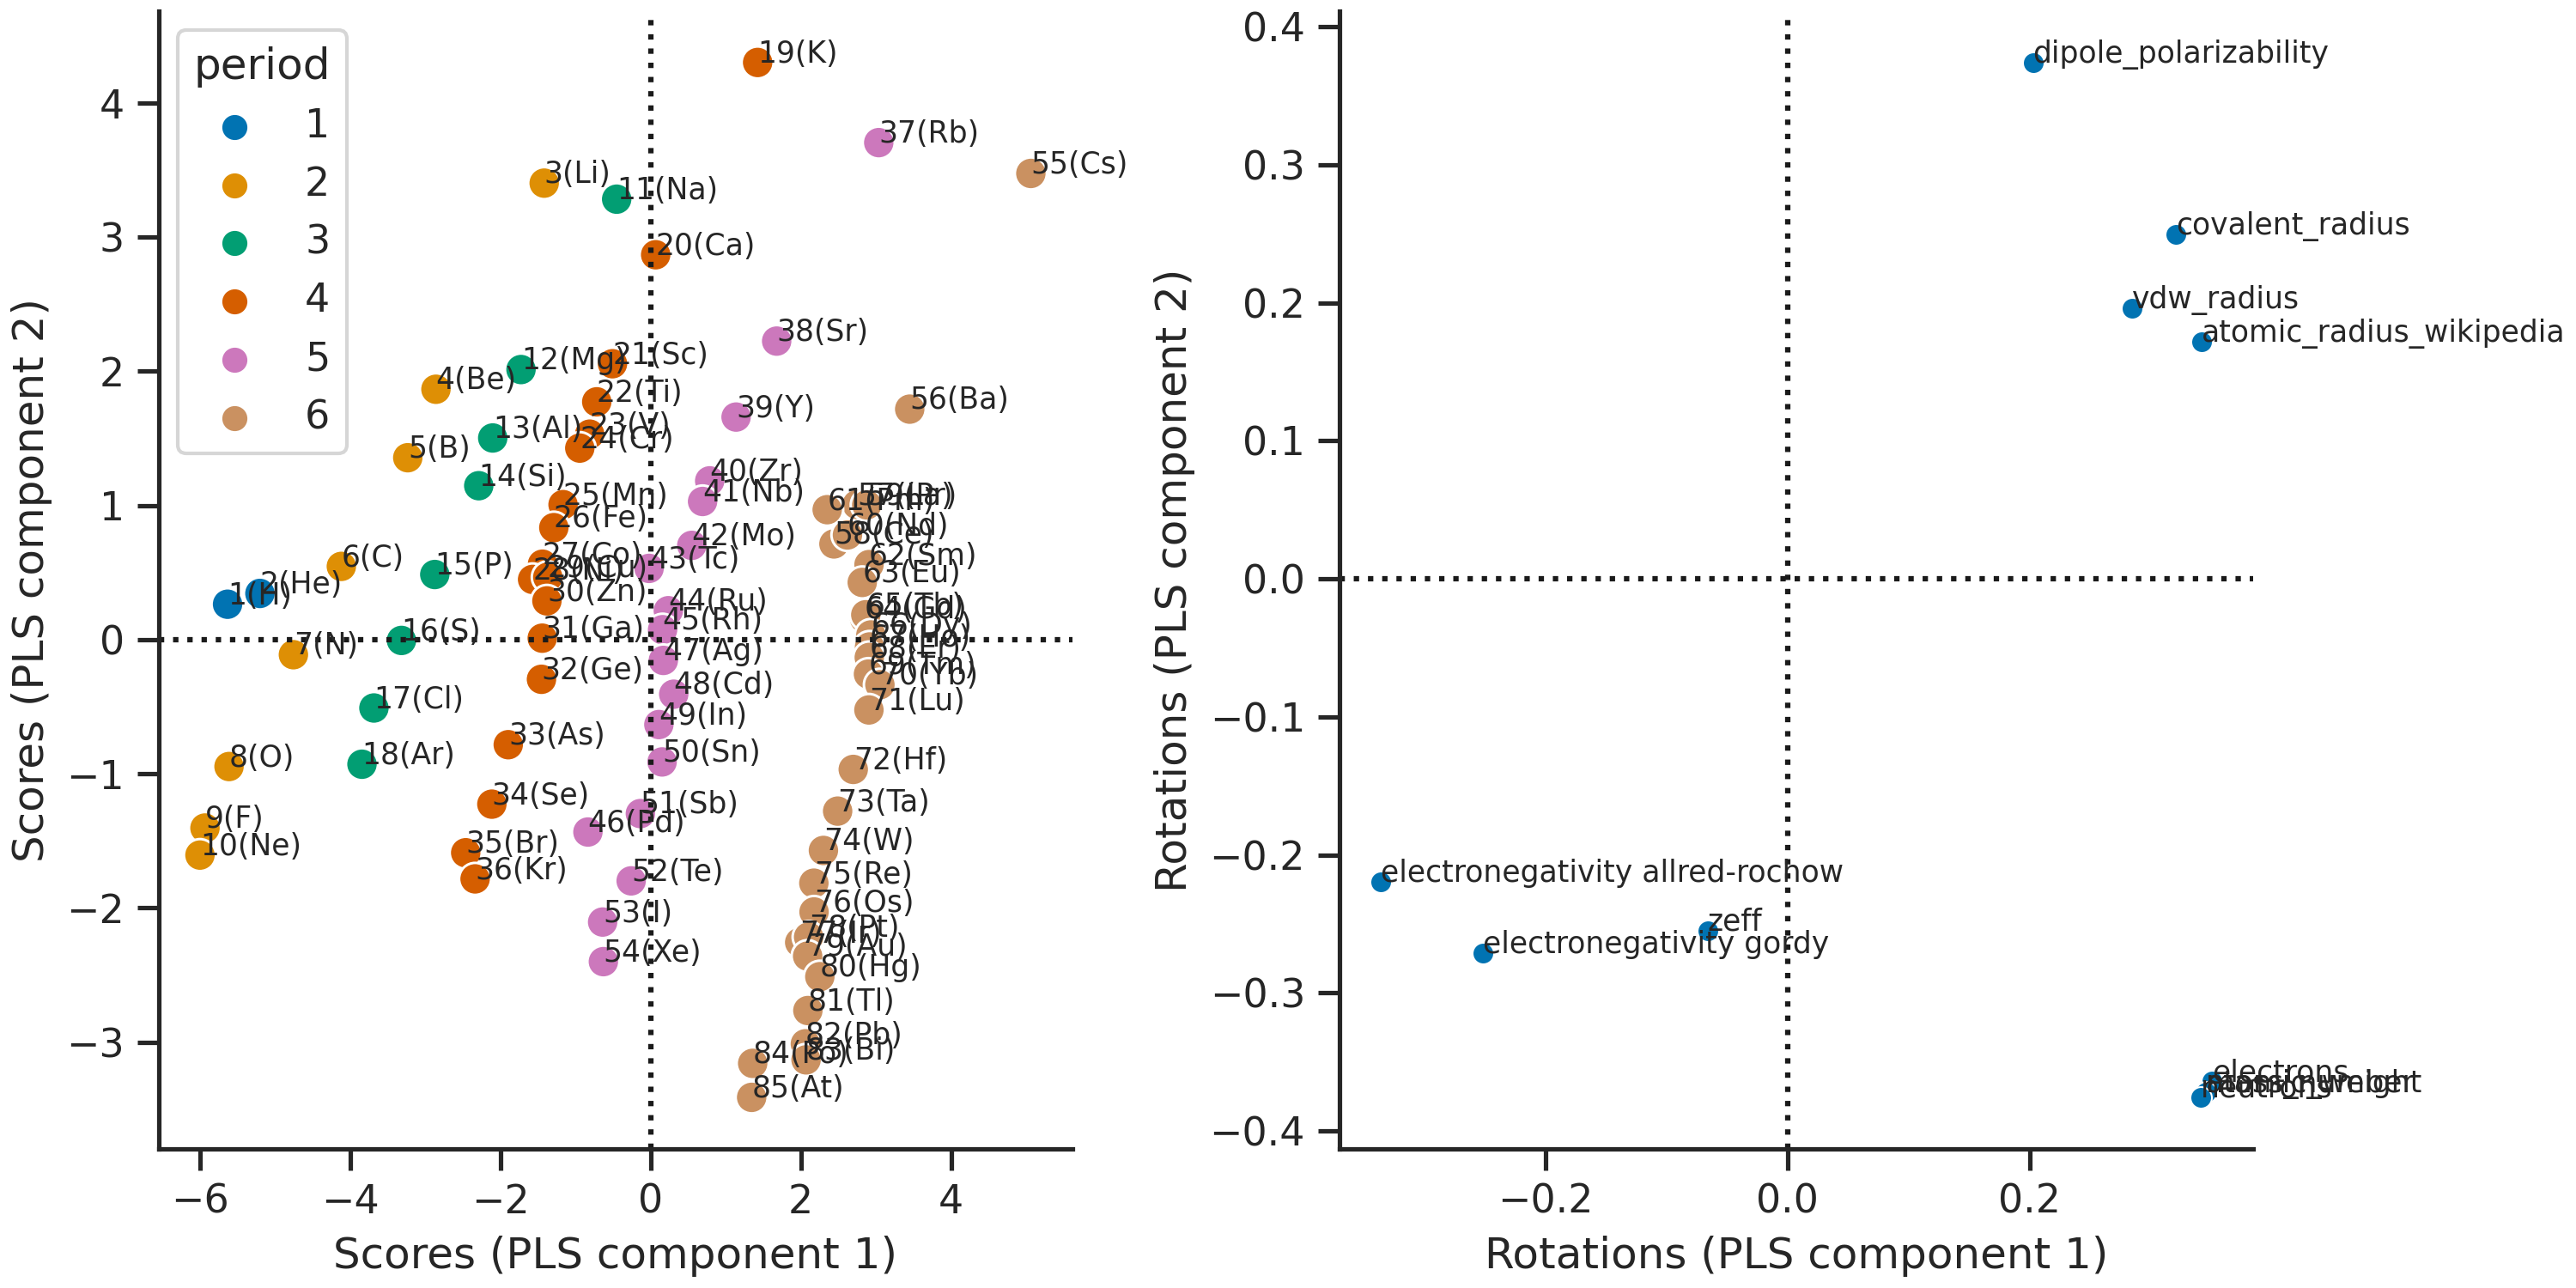 period
1
2
3
4
5
6
Scores (PLS component 2)
4
3
2
1
0
−1
−2
−3
19(K)
37(Rb)
55(Cs)
3(Li)
11(Na)
20(Ca)
38(Sr)
21(Sc)
12(Mg)
4(Be)
22(Ti)
56(Ba)
39(Y)
23(V)
13(Al)
24(Cr)
5(B)
14(Si)
40(Zr)
41(Nb)
25(Mn)
26(Fe)
60(Nd)
58(Ce)
42(Mo)
62(Sm)
27(Co)
43(Tc)
6(C)
15(P)
63(Eu)
2(He)
1(H)
30(Zn)
44(Ru)
45(Rh)
31(Ga)
16(S)
7(N)
47(Ag)
32(Ge)
70(Yb)
48(Cd)
71(Lu)
17(Cl)
49(In)
33(As)
50(Sn)
18(Ar)
8(O)
72(Hf)
34(Se)
73(Ta)
51(Sb)
46(Pd)
9(F)
10(Ne)
35(Br)
74(W)
36(Kr)
52(Te)
75(Re)
76(Os)
53(I)
78(Pt)
79(Au)
54(Xe)
80(Hg)
81(Tl)
82(Pb)
83(Bi)
84(Po)
85(At)
−6
−4
−2
0
2
4
Scores (PLS component 1)
Rotations (PLS component 2)
0.4
0.3
0.2
0.1
0.0
−0.1
−0.2
−0.3
−0.4
dipole_polarizability
covalent_radius
vdw_radius
atomic_radius_wikipedia
electronegativity allred-rochow
zeff
electronegativity gordy
electrons
neutrons
−0.2
0.0
0.2
Rotations (PLS component 1)